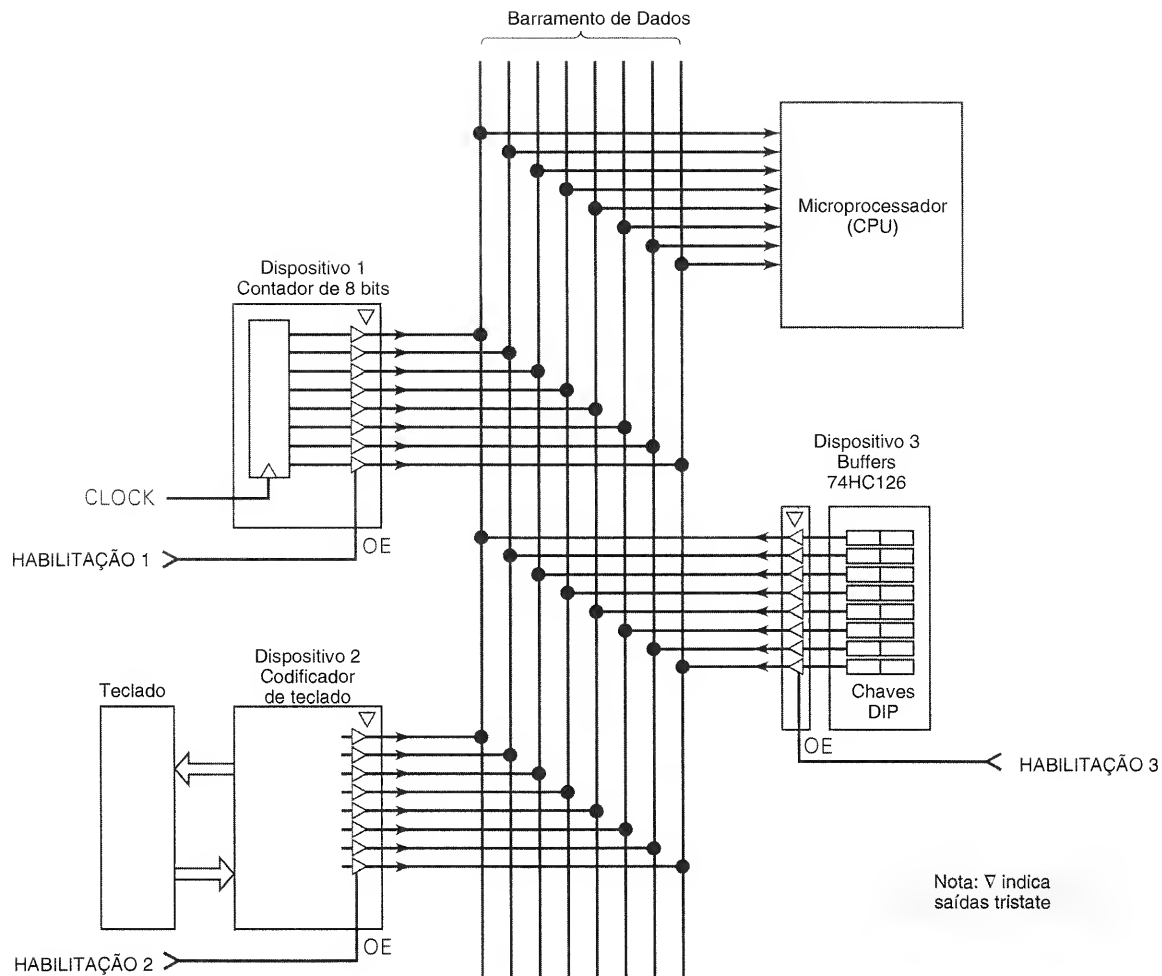 Barramento de Dados
Microprocessador
(CPU)
Dispositivo 1
Contador de 8 bits
CLOCK
OE
HABILITAÇÃO 1
Dispositivo 3
Buffers
74HC126
Chaves
DIP
OE
HABILITAÇÃO 3
Dispositivo 2
Codificador
de teclado
Teclado
OE
HABILITAÇÃO 2
Nota: ∇ indica
saídas tristate